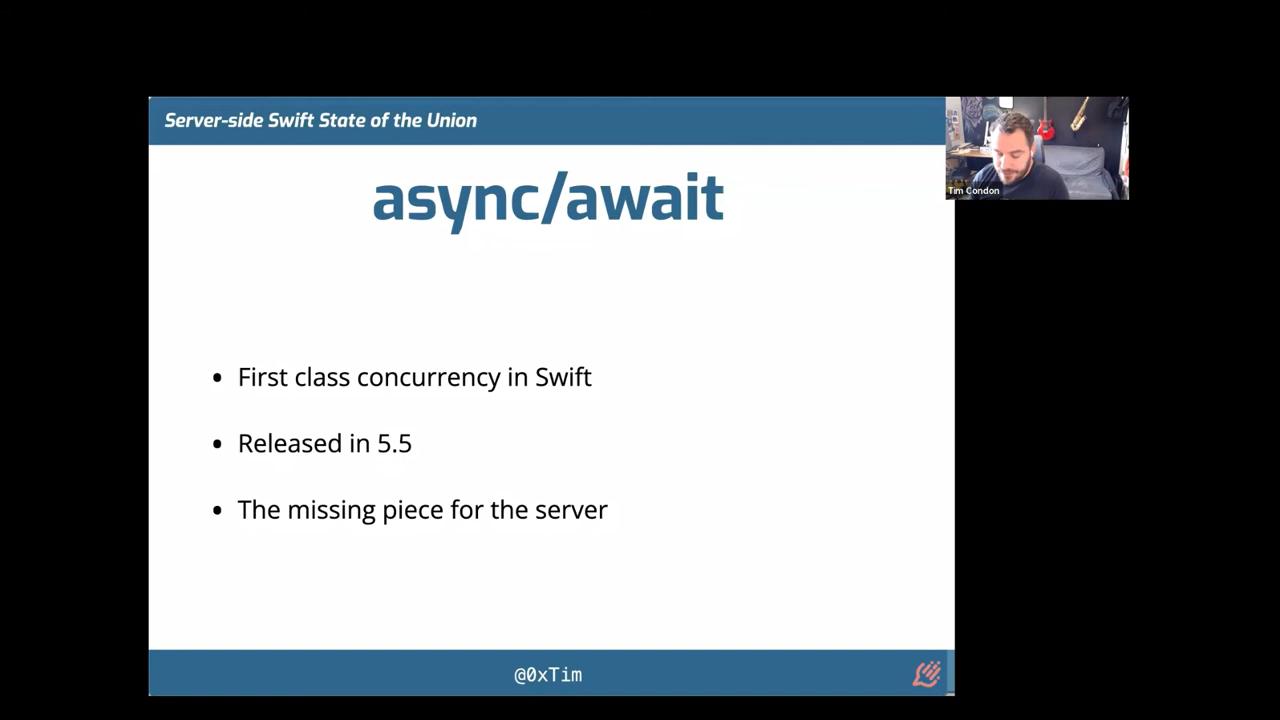 Server-side Swift State of the Union
Tim Condon
async/await
• First class concurrency in Swift
• Released in 5.5
• The missing piece for the server
@0xTim